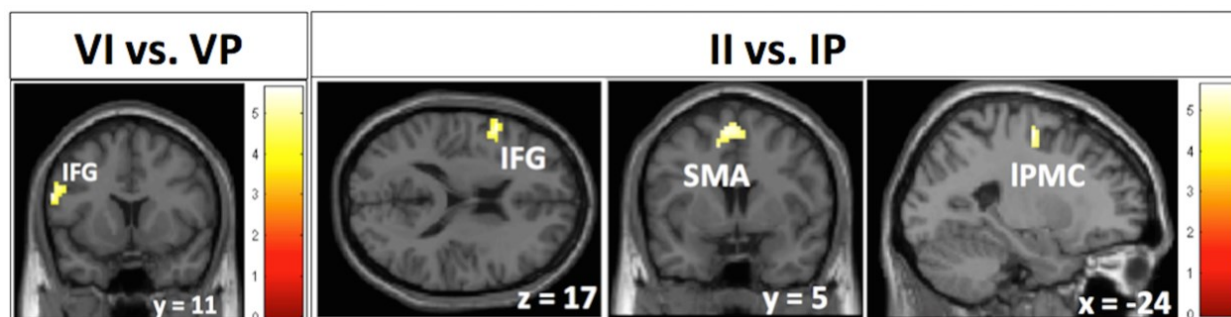 VI vs. VP
II vs. IP
IFG
y = 11
5
4
3
2
1
0
IFG
z = 17
SMA
y = 5
lPMC
x = -24
5
4
3
2
1
0